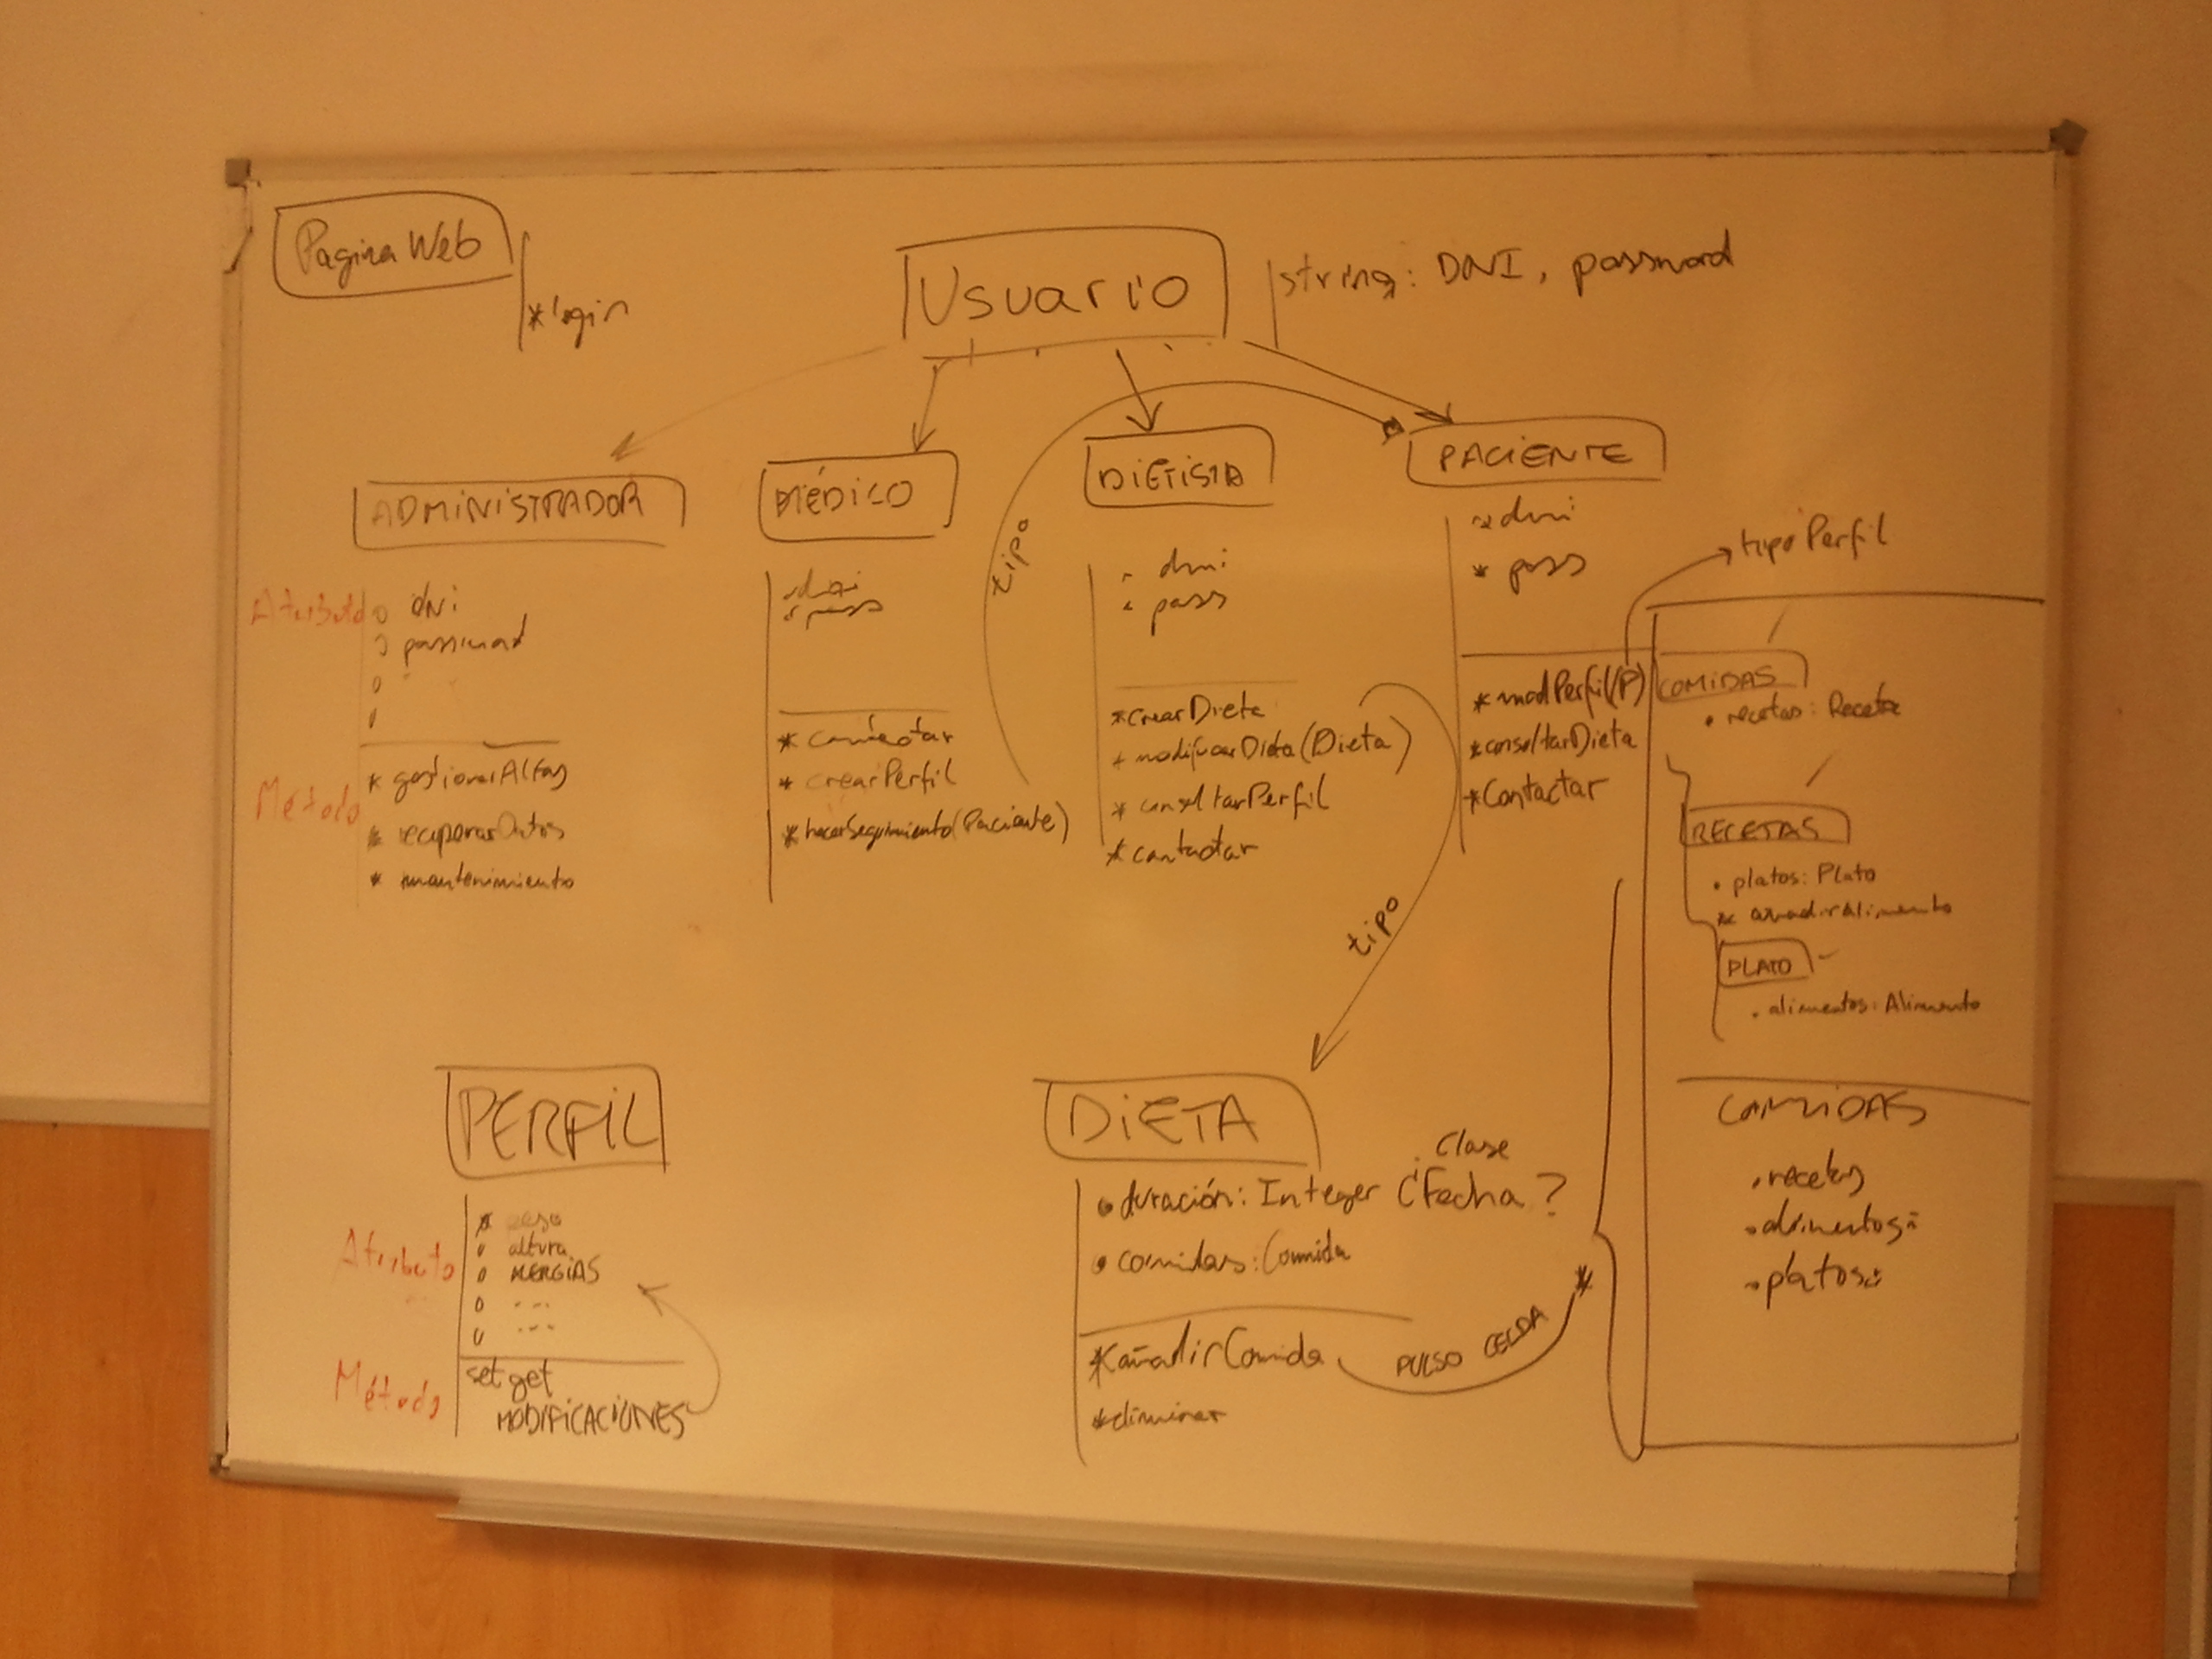 Pagina Web
*login
Usuario
string: DNI, password
ADMINISTRADOR
Atributo
o dni
o password
o
o
Método
* gestionarAltas
* recuperarDatos
* mantenimiento
MÉDICO
dni
pass
* contactar
* crearPerfil
* hacerSeguimiento(Paciente)
tipo
DIETISTA
- dni
- pass
*crearDieta
* modificarDieta(Dieta)
* consultarPerfil
* contactar
tipo
PACIENTE
* dni
* pass
tipo Perfil
* modPerfil(P)
*consultarDieta
*Contactar
COMIDAS
• recetas: Receta
RECETAS
• platos: Plato
* añadirAlimento
PLATO
• alimentos: Alimento
COMIDAS
• recetas
• alimentos
• platos
PERFIL
Atributo
* peso
o altura
o ALERGIAS
o ---
o ---
Método
set get
MODIFICACIONES
DIETA
Clase
• duración: Integer ¿Fecha?
• comidas: Comida
*añadirComida
PULSO CELDA
*
*eliminar